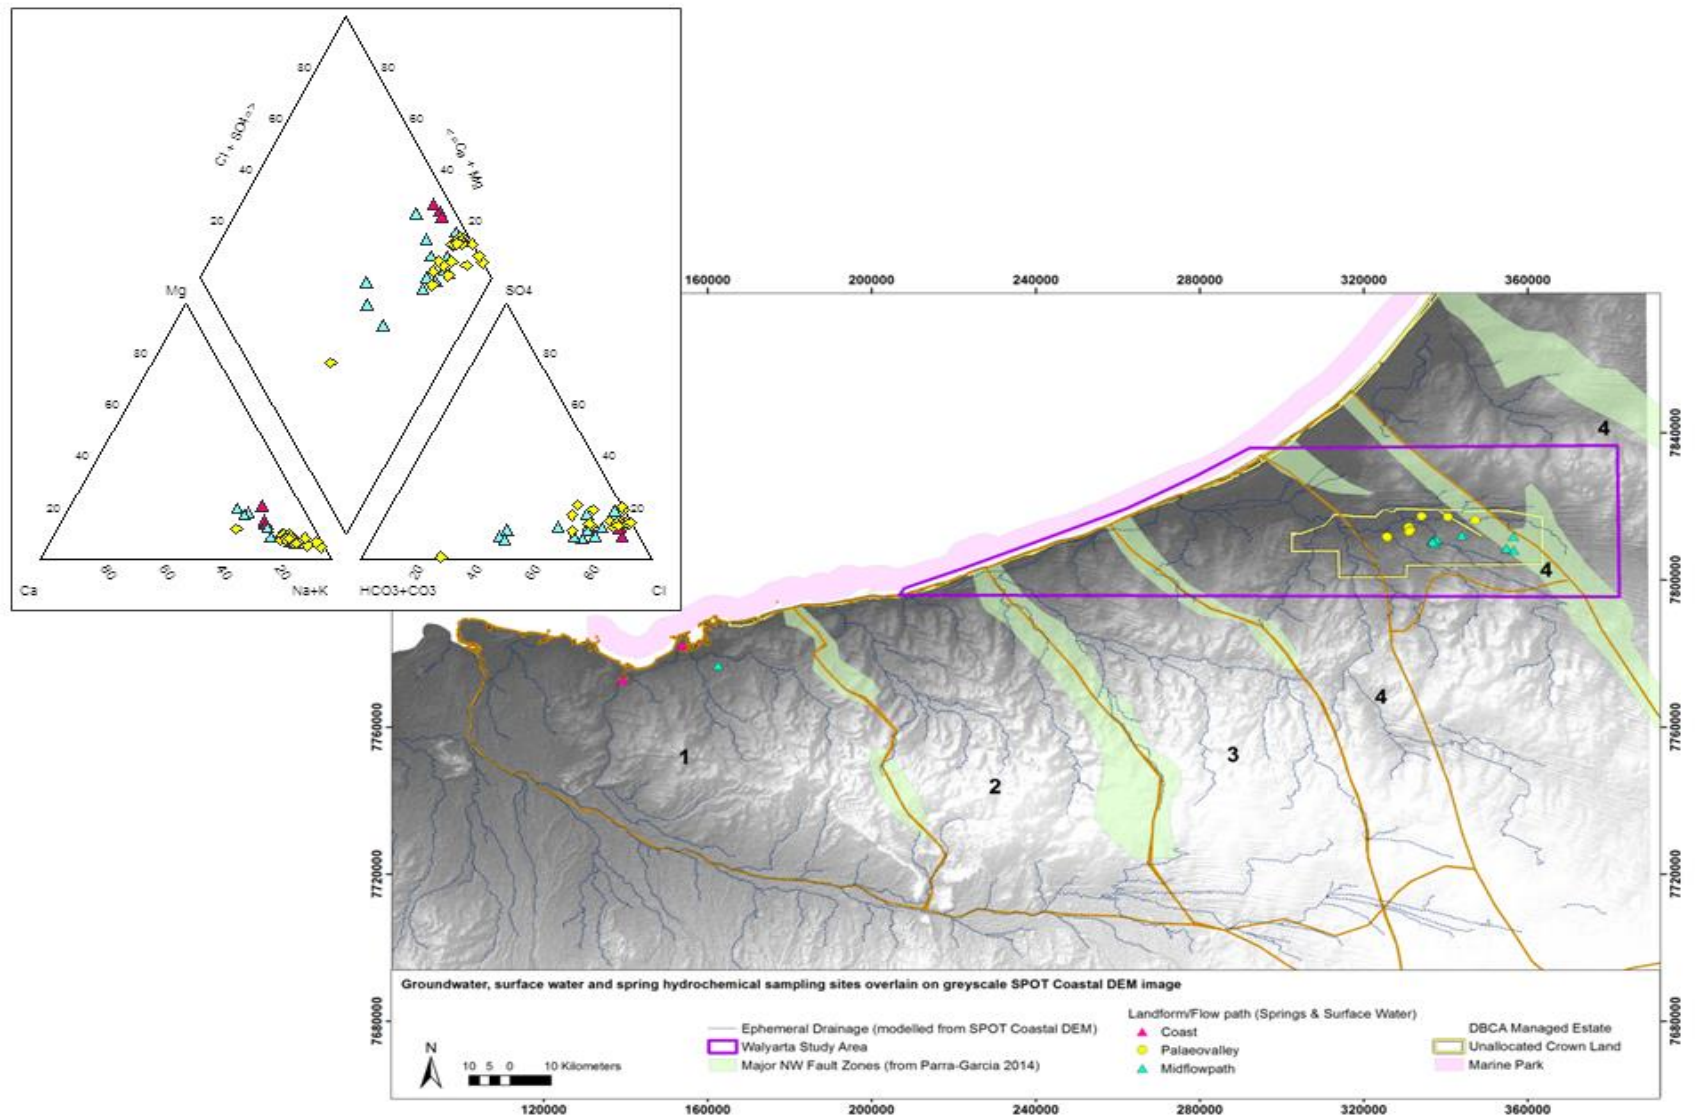 80 80
Cl + SO4 =>
<= Ca + Mg
60 60
40 40
20 20
Mg SO4
80 80
60 60
40 40
20 20
80 60 40 20
20 40 60 80
Ca Na+K HCO3+CO3 Cl
160000 200000 240000 280000 320000 360000
7840000
7800000
7760000 7760000
7720000 7720000
7680000 7680000
4
4
4
1
2
3
Groundwater, surface water and spring hydrochemical sampling sites overlain on greyscale SPOT Coastal DEM image
N
10 5 0 10 Kilometers
Ephemeral Drainage (modelled from SPOT Coastal DEM)
Walyarta Study Area
Major NW Fault Zones (from Parra-Garcia 2014)
Landform/Flow path (Springs & Surface Water)
Coast
Palaeovalley
Midflowpath
DBCA Managed Estate
Unallocated Crown Land
Marine Park
120000 160000 200000 240000 280000 320000 360000